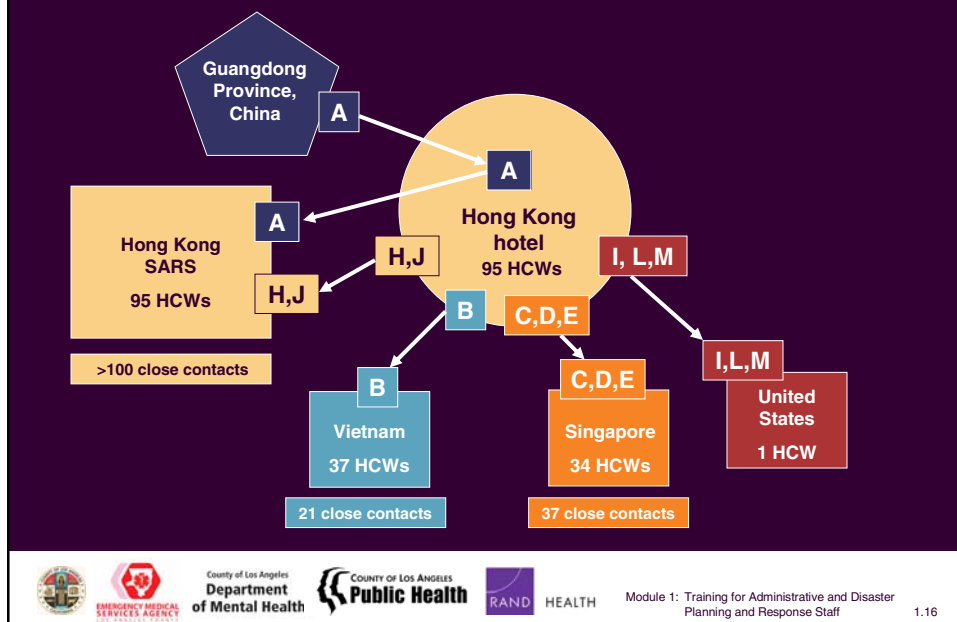 Guangdong
Province,
China
A
A
A
Hong Kong
hotel
95 HCWs
Hong Kong
SARS
95 HCWs
H,J
H,J
I, L,M
B
C,D,E
>100 close contacts
B
Vietnam
37 HCWs
C,D,E
Singapore
34 HCWs
I,L,M
United
States
1 HCW
21 close contacts
37 close contacts
EMERGENCY MEDICAL
SERVICES AGENCY
LOS ANGELES COUNTY
County of Los Angeles
Department
of Mental Health
COUNTY OF LOS ANGELES
Public Health
RAND
HEALTH
Module 1: Training for Administrative and Disaster
Planning and Response Staff
1.16